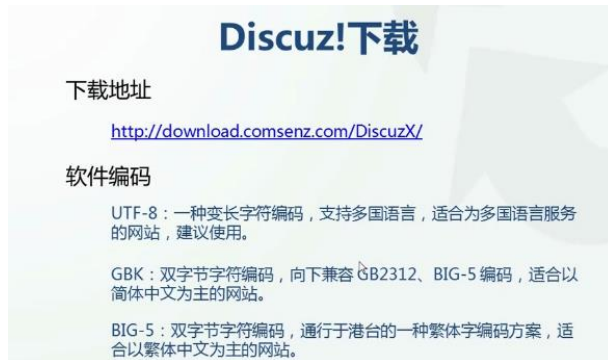 Discuz!下载
下载地址
http://download.comsenz.com/DiscuzX/
软件编码
UTF-8：一种变长字符编码，支持多国语言，适合为多国语言服务
的网站，建议使用。
GBK：双字节字符编码，向下兼容GB2312、BIG-5编码，适合以
简体中文为主的网站。
BIG-5：双字节字符编码，通行于港台的一种繁体字编码方案，适
合以繁体中文为主的网站。